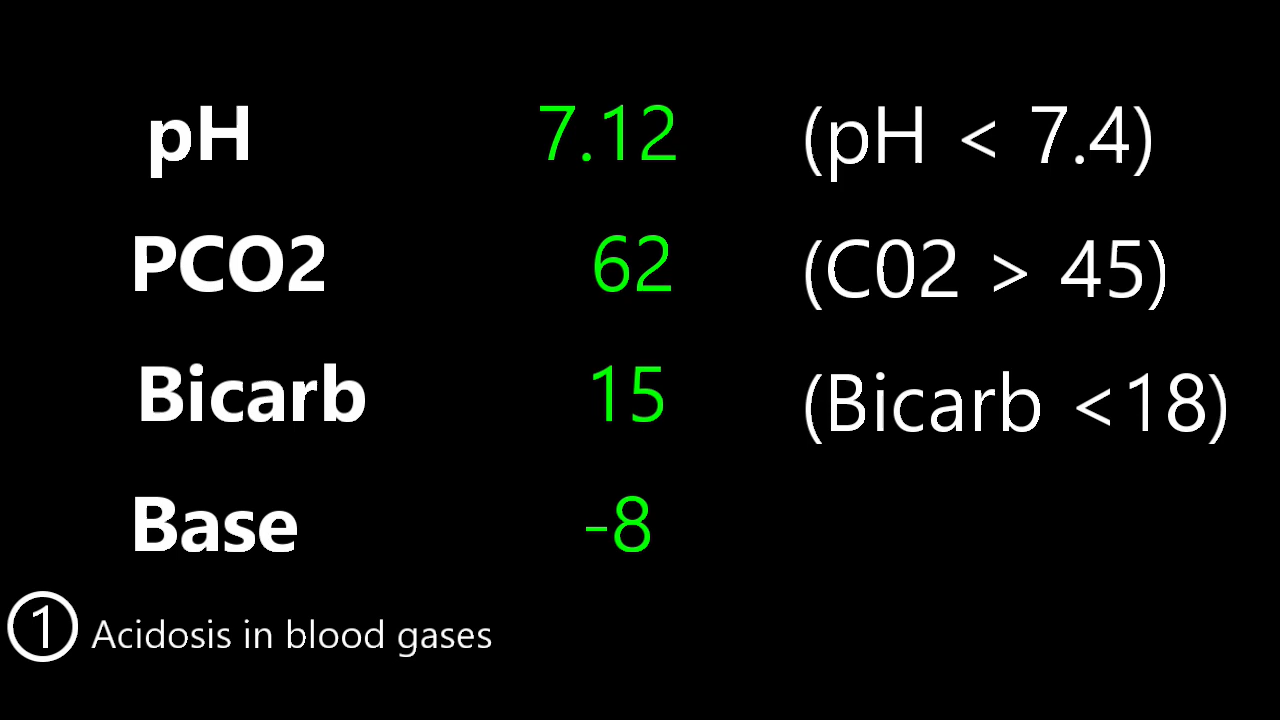 pH 7.12 (pH < 7.4)
PCO2 62 (C02 > 45)
Bicarb 15 (Bicarb <18)
Base -8
1 Acidosis in blood gases